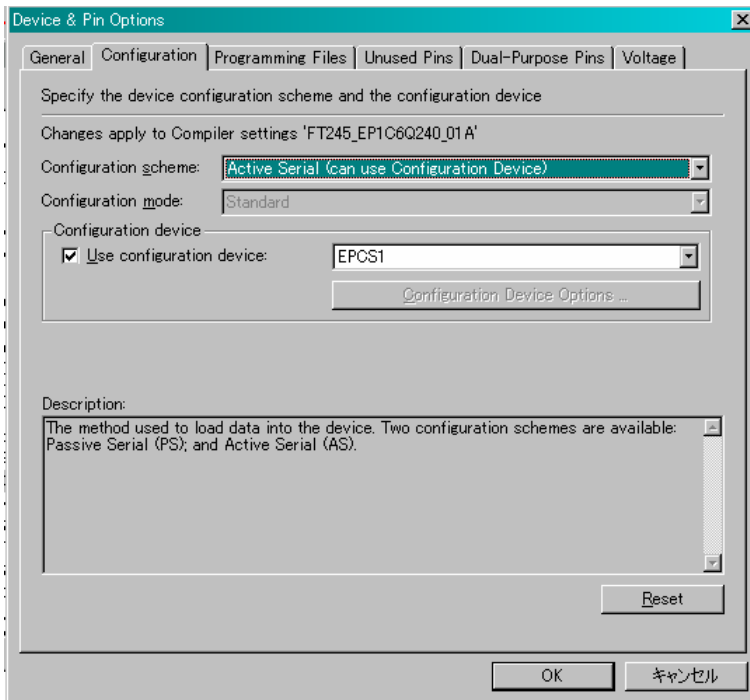 Device & Pin Options
General Configuration Programming Files Unused Pins Dual-Purpose Pins Voltage
Specify the device configuration scheme and the configuration device
Changes apply to Compiler settings 'FT245_EP1C6Q240_01A'
Configuration scheme: Active Serial (can use Configuration Device)
Configuration mode: Standard
Configuration device
Use configuration device: EPCS1
Configuration Device Options ...
Description:
The method used to load data into the device. Two configuration schemes are available:
Passive Serial (PS); and Active Serial (AS).
Reset
OK キャンセル